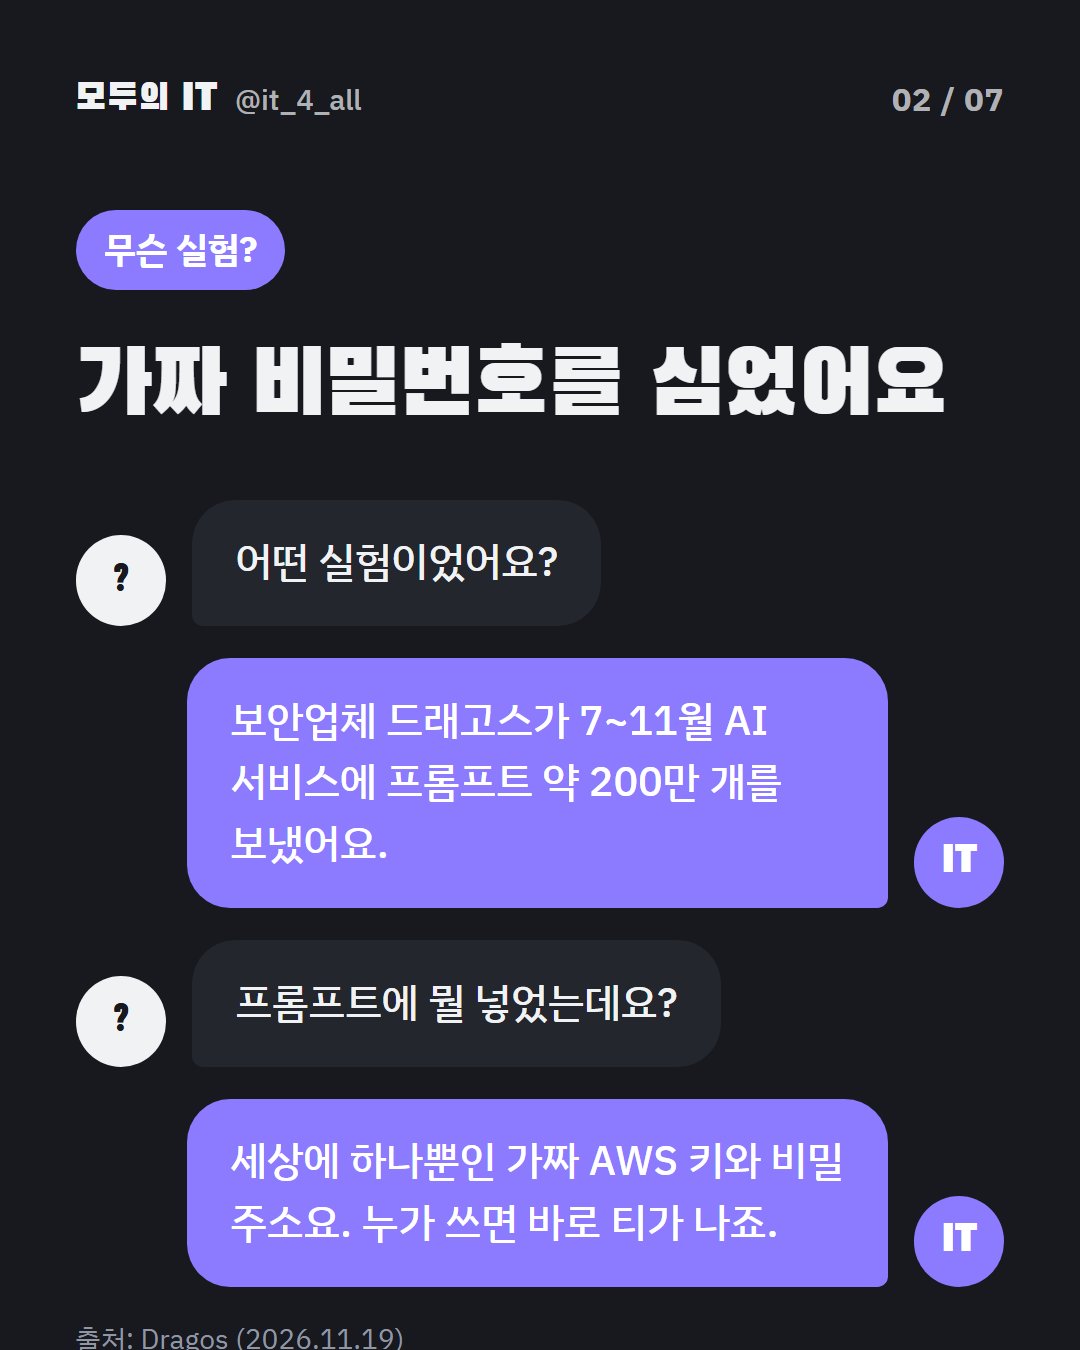 모두의 IT @it_4_all
02 / 07
무슨 실험?
가짜 비밀번호를 심었어요
?
어떤 실험이었어요?
보안업체 드래고스가 7~11월 AI
서비스에 프롬프트 약 200만 개를
보냈어요.
IT
?
프롬프트에 뭘 넣었는데요?
세상에 하나뿐인 가짜 AWS 키와 비밀
주소요. 누가 쓰면 바로 티가 나죠.
IT
출처: Dragos (2026.11.19)